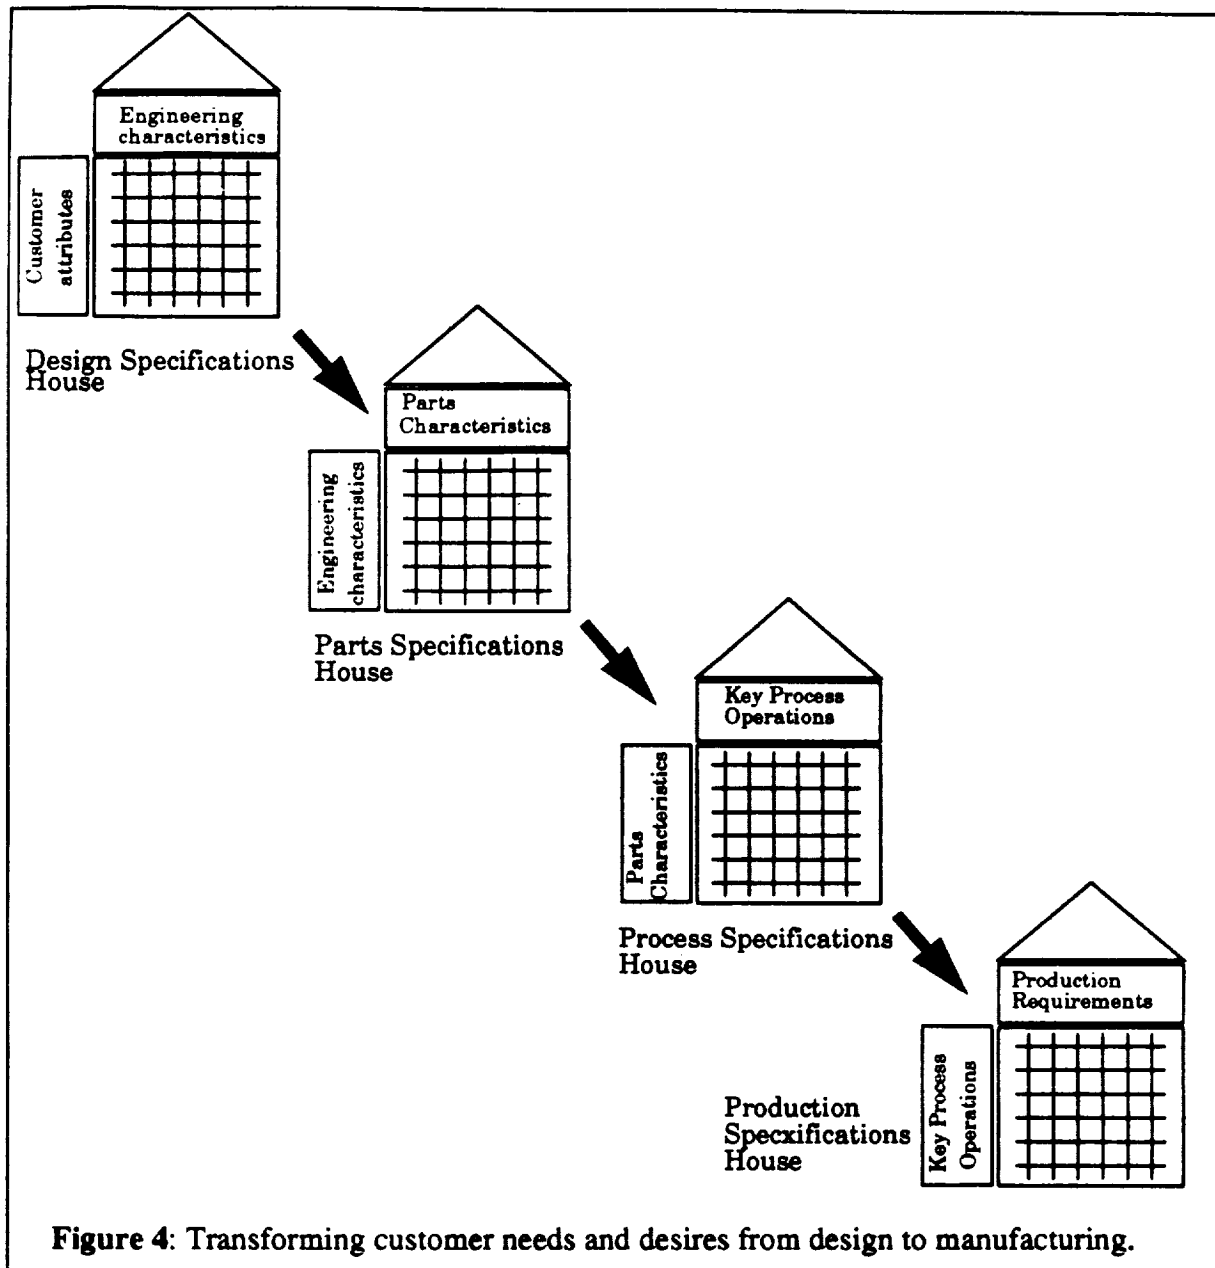 Engineering
characteristics
Customer
attributes
Design Specifications
House
Parts
Characteristics
Engineering
characteristics
Parts Specifications
House
Key Process
Operations
Parts
Characteristics
Process Specifications
House
Production
Requirements
Key Process
Operations
Production
Specxifications
House
Figure 4: Transforming customer needs and desires from design to manufacturing.